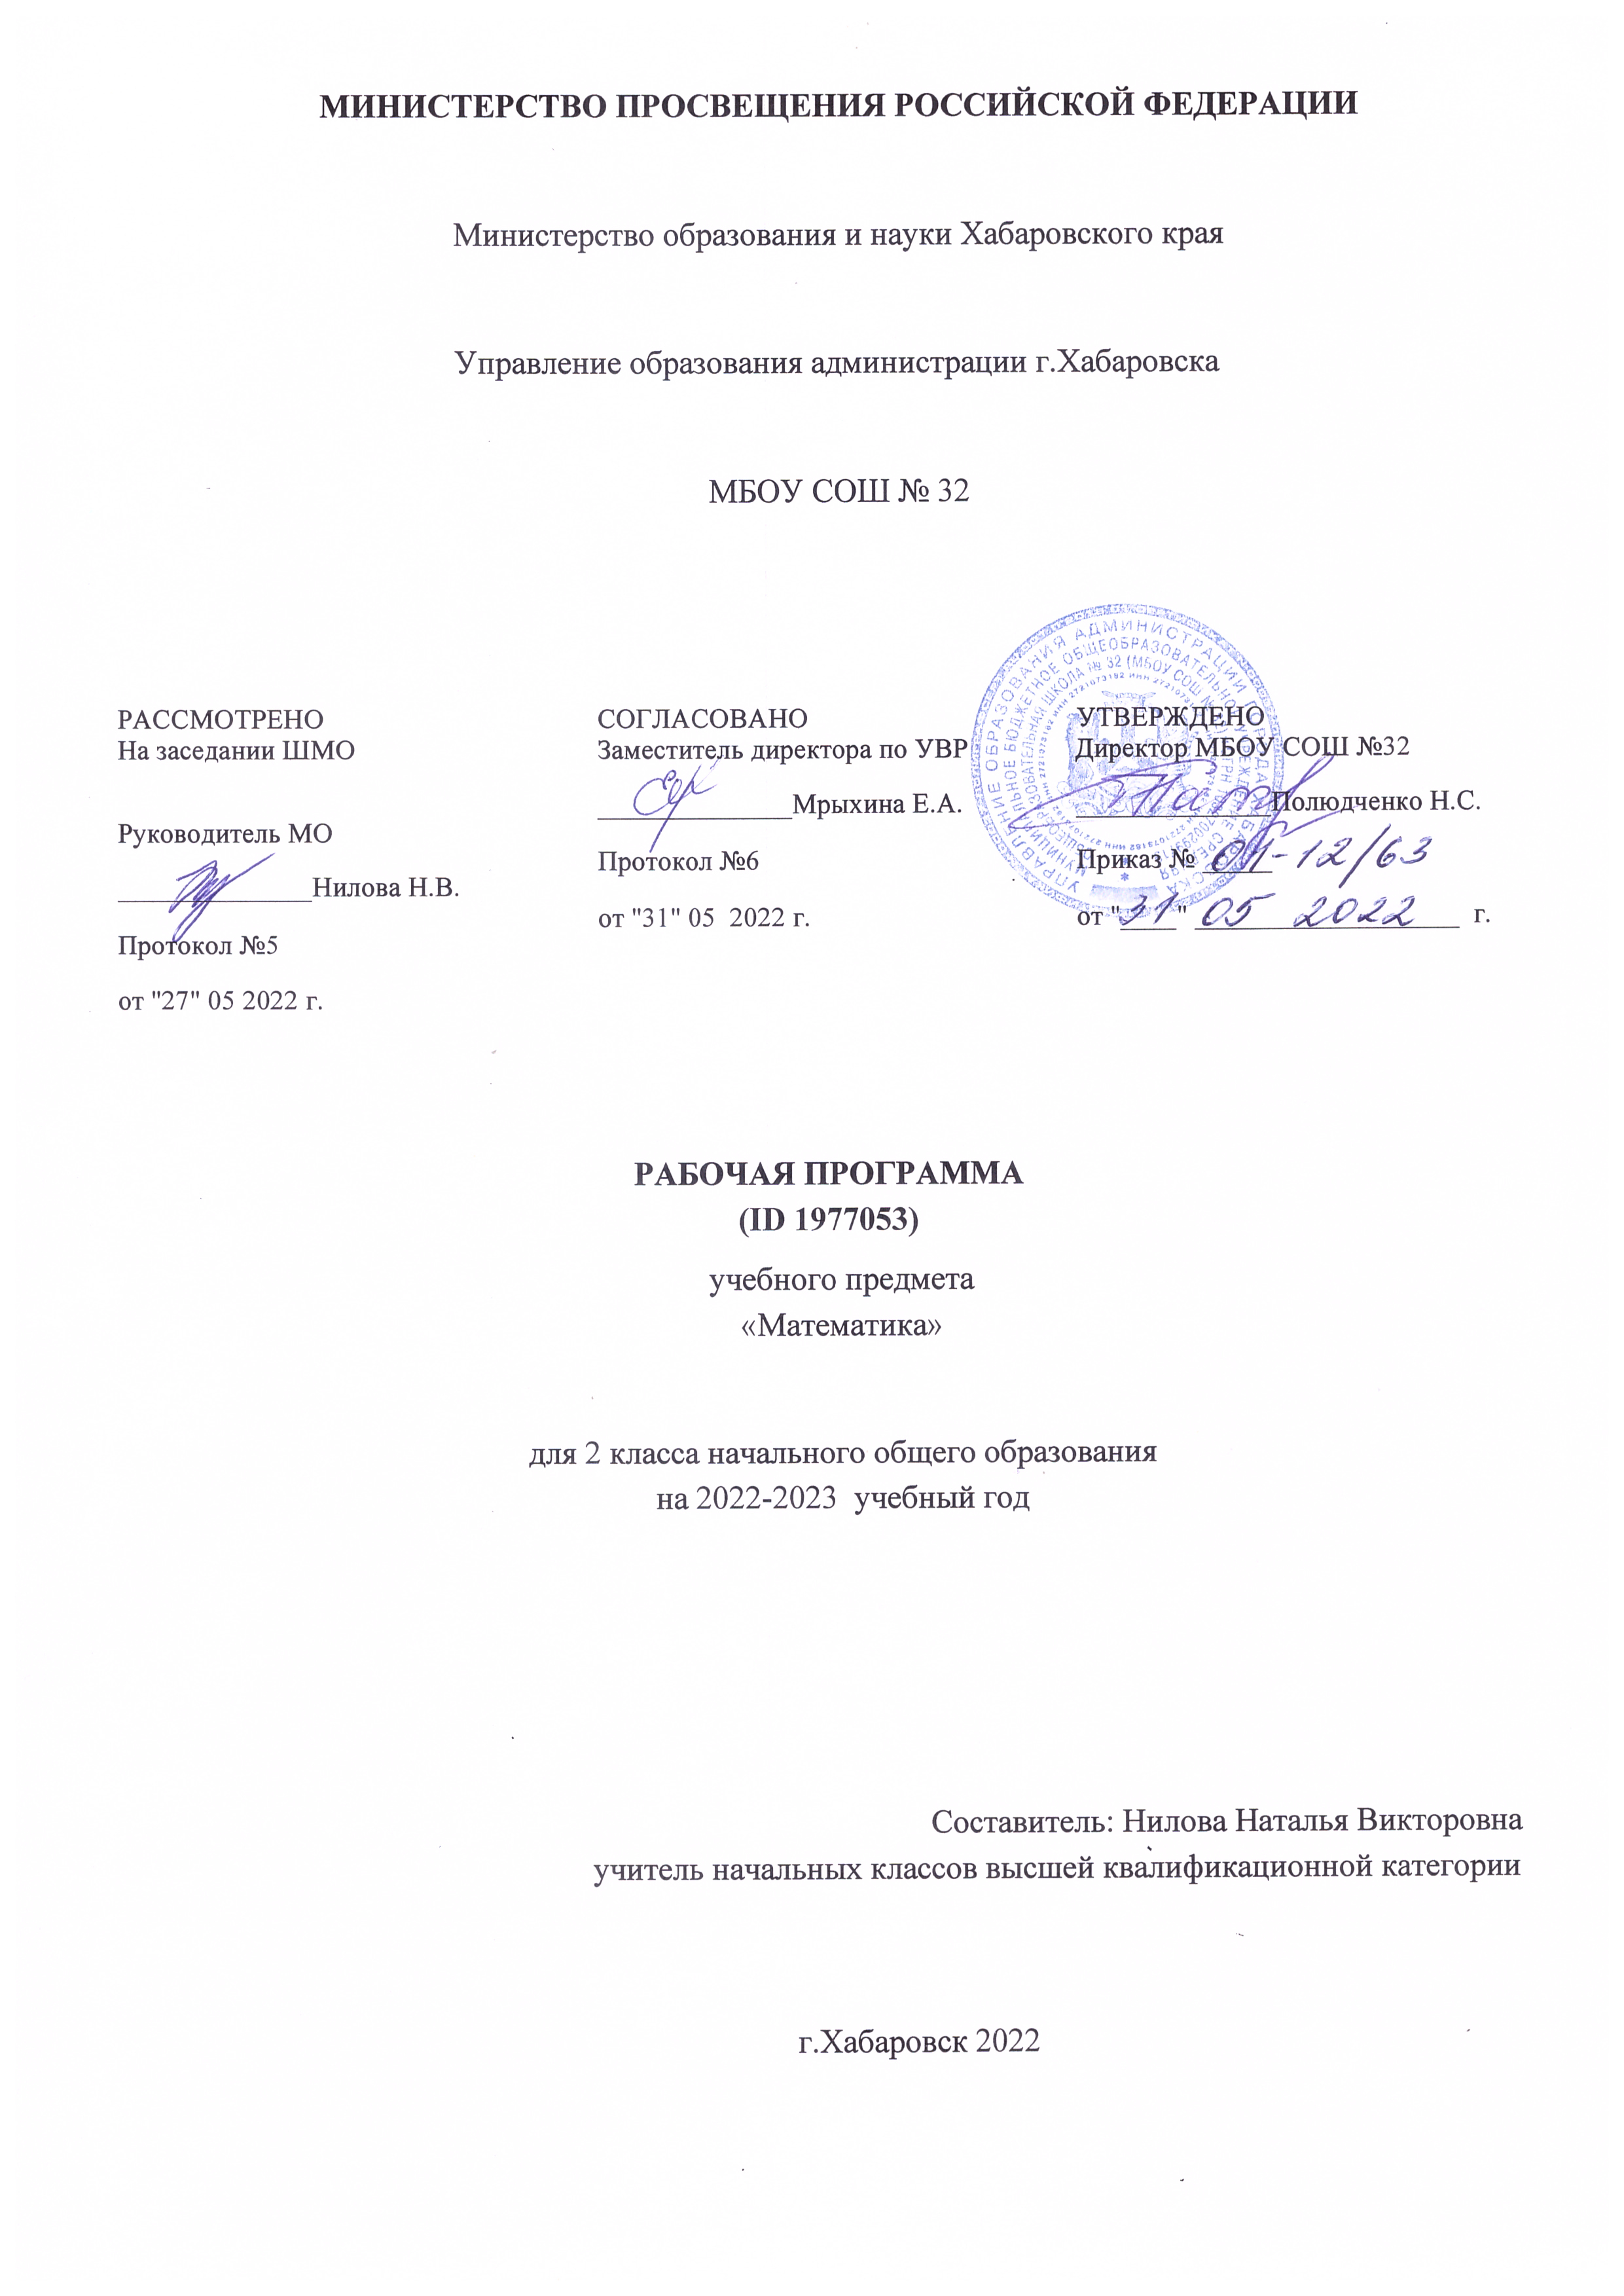 МИНИСТЕРСТВО ПРОСВЕЩЕНИЯ РОССИЙСКОЙ ФЕДЕРАЦИИ
Министерство образования и науки Хабаровского края
Управление образования администрации г.Хабаровска
МБОУ СОШ № 32
РАССМОТРЕНО
На заседании ШМО
Руководитель МО
Нилова Н.В.
Протокол №5
от "27" 05 2022 г.
СОГЛАСОВАНО
Заместитель директора по УВР
Мрыхина Е.А.
Протокол №6
от "31" 05 2022 г.
УТВЕРЖДЕНО
Директор МБОУ СОШ №32
Полюдченко Н.С.
Приказ № 01-12/63
от "31" 05 2022 г.
РАБОЧАЯ ПРОГРАММА
(ID 1977053)
учебного предмета
«Математика»
для 2 класса начального общего образования
на 2022-2023 учебный год
Составитель: Нилова Наталья Викторовна
учитель начальных классов высшей квалификационной категории
г.Хабаровск 2022